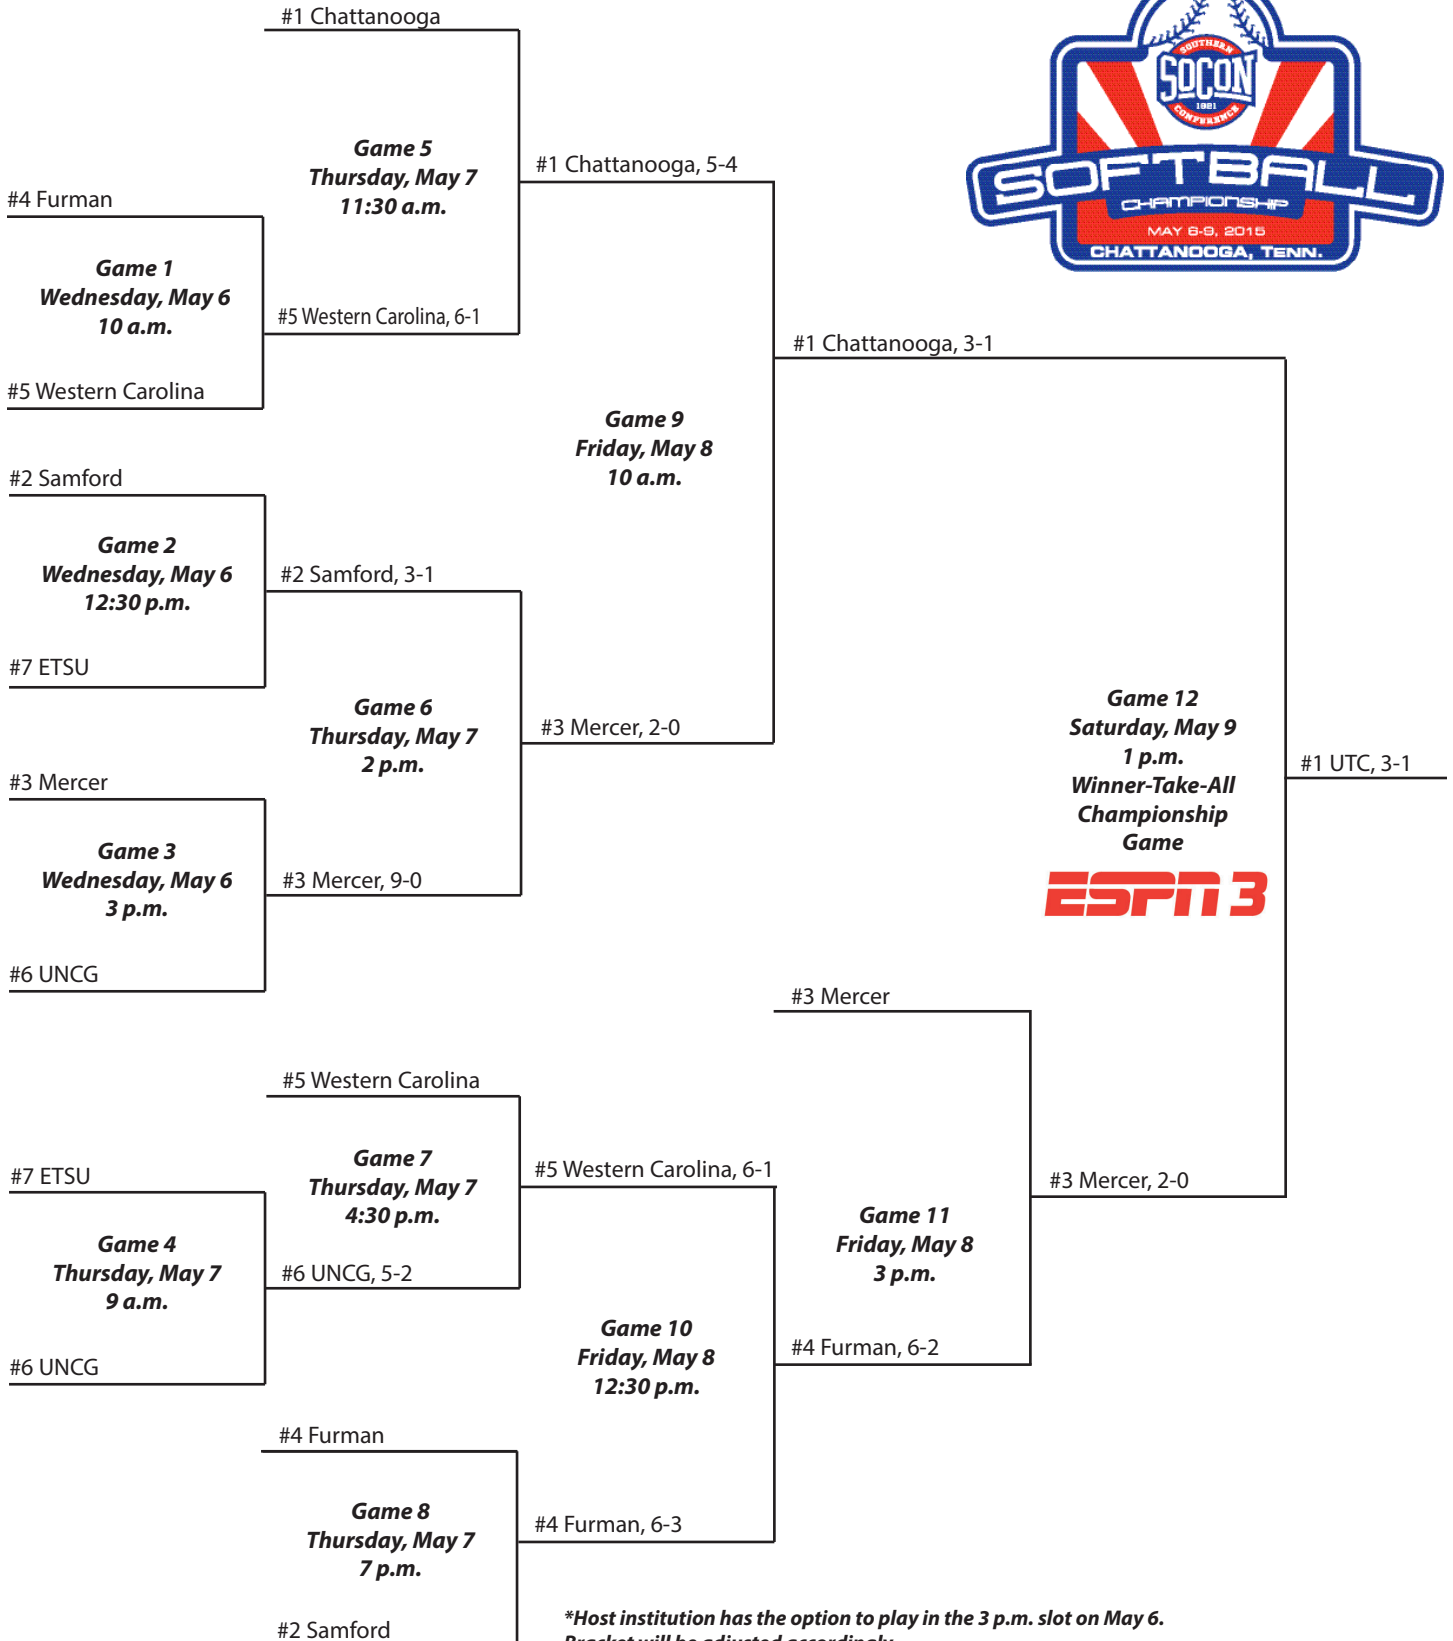 #1 Chattanooga
SOUTHERN
SOCON
1921
CONFERENCE
SOFTBALL
CHAMPIONSHIP
MAY 6-9, 2015
CHATTANOOGA, TENN.
Game 5
Thursday, May 7
11:30 a.m.
#1 Chattanooga, 5-4
#4 Furman
Game 1
Wednesday, May 6
10 a.m.
#5 Western Carolina, 6-1
#5 Western Carolina
#1 Chattanooga, 3-1
Game 9
Friday, May 8
10 a.m.
#2 Samford
Game 2
Wednesday, May 6
12:30 p.m.
#2 Samford, 3-1
#7 ETSU
Game 6
Thursday, May 7
2 p.m.
#3 Mercer, 2-0
#3 Mercer
Game 3
Wednesday, May 6
3 p.m.
#3 Mercer, 9-0
#6 UNCG
Game 12
Saturday, May 9
1 p.m.
Winner-Take-All
Championship
Game
ESPN 3
#1 UTC, 3-1
#3 Mercer
#5 Western Carolina
Game 7
Thursday, May 7
4:30 p.m.
#5 Western Carolina, 6-1
#7 ETSU
Game 4
Thursday, May 7
9 a.m.
#6 UNCG, 5-2
#6 UNCG
Game 11
Friday, May 8
3 p.m.
#3 Mercer, 2-0
Game 10
Friday, May 8
12:30 p.m.
#4 Furman, 6-2
#4 Furman
Game 8
Thursday, May 7
7 p.m.
#4 Furman, 6-3
#2 Samford
*Host institution has the option to play in the 3 p.m. slot on May 6.
Bracket will be adjusted accordingly